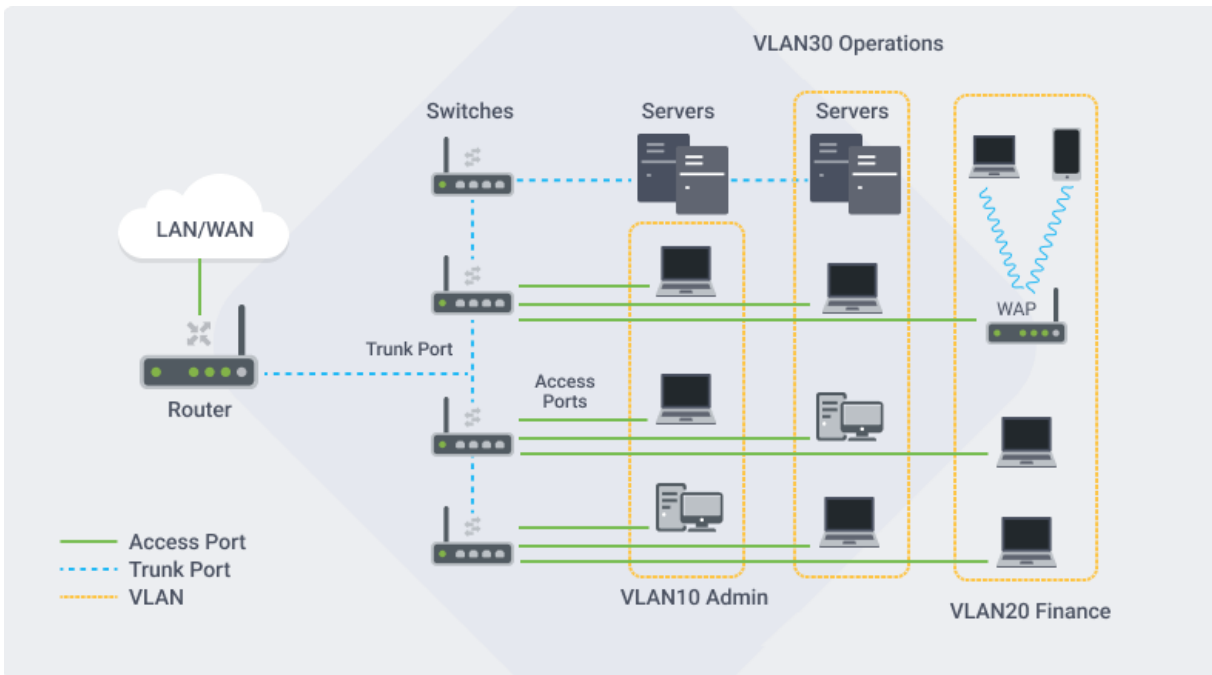 VLAN30 Operations
Switches
Servers
Servers
LAN/WAN
WAP
Trunk Port
Access
Ports
Router
Access Port
Trunk Port
VLAN
VLAN10 Admin
VLAN20 Finance